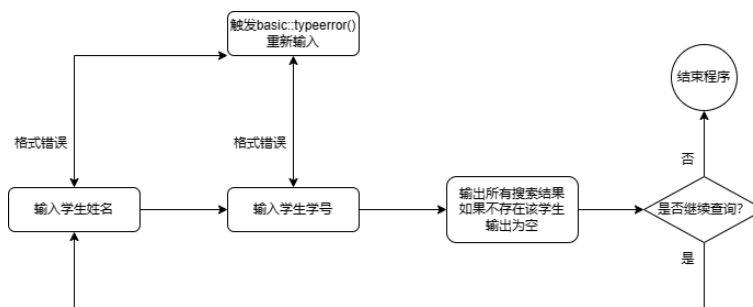 触发basic::typeerror()
重新输入
结束程序
格式错误
格式错误
否
输入学生姓名
输入学生学号
输出所有搜索结果
如果不存在该学生
输出为空
是否继续查询?
是